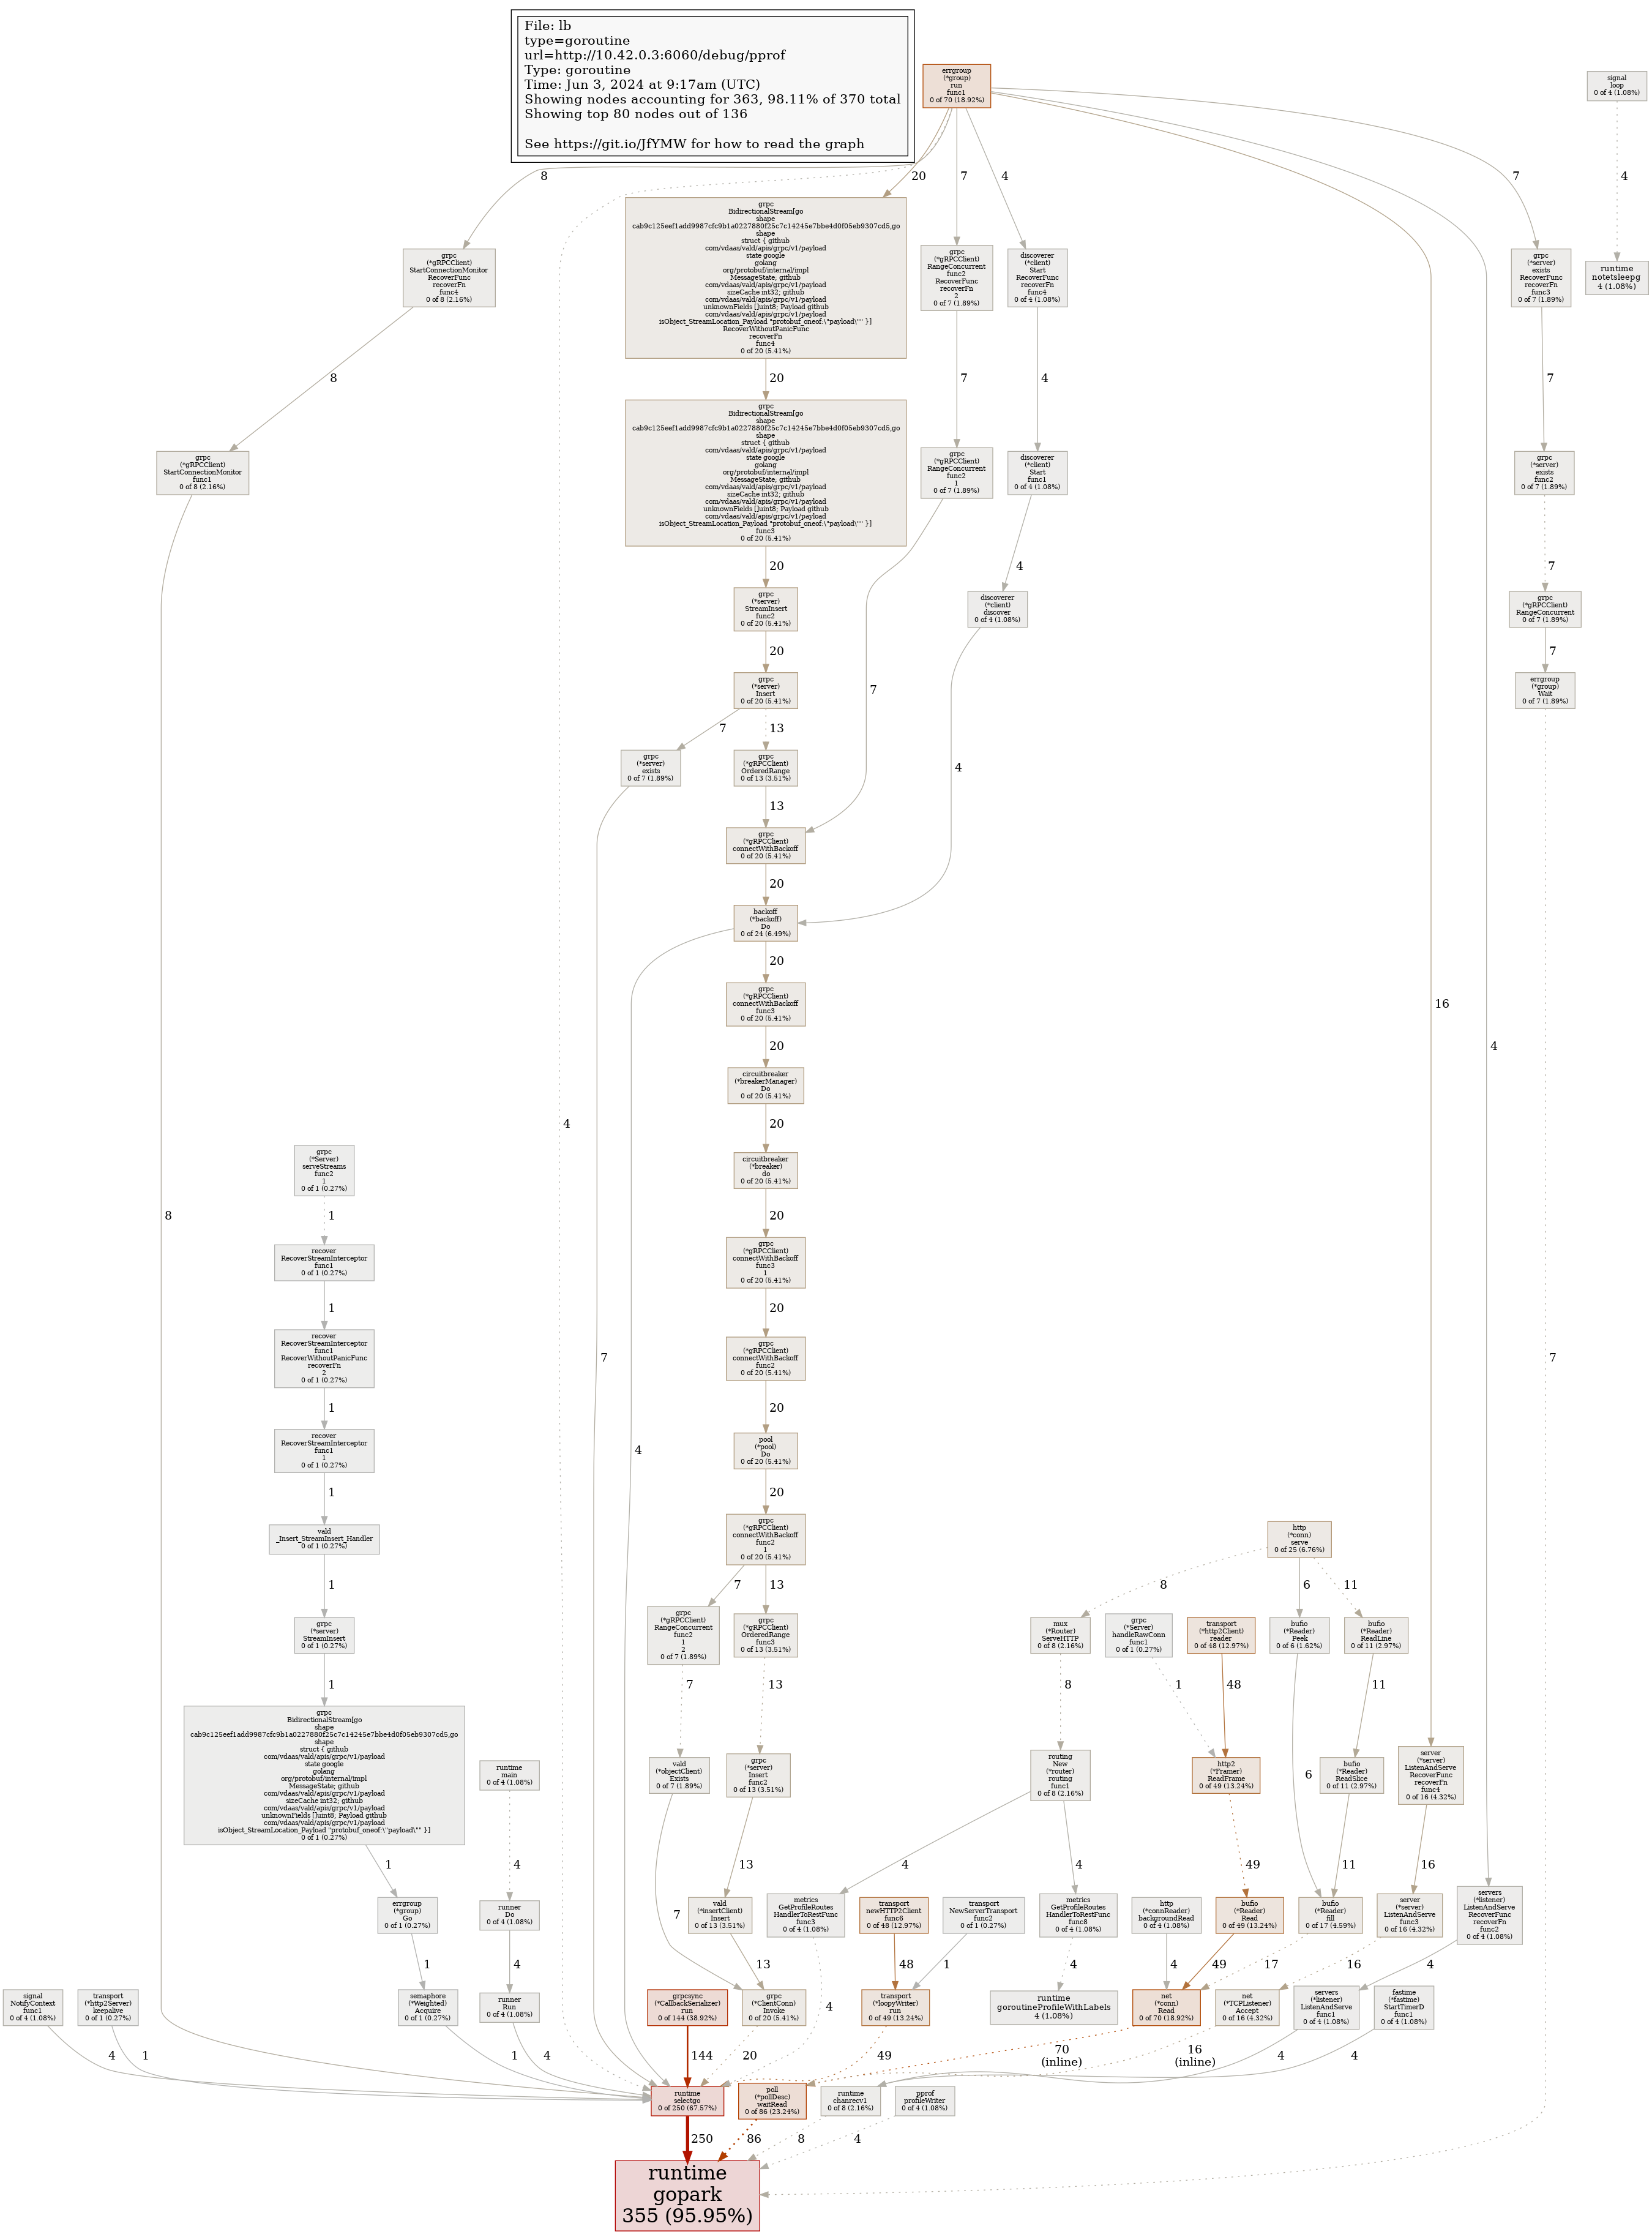 File: lb
type=goroutine
url=http://10.42.0.3:6060/debug/pprof
Type: goroutine
Time: Jun 3, 2024 at 9:17am (UTC)
Showing nodes accounting for 363, 98.11% of 370 total
Showing top 80 nodes out of 136
See https://git.io/JfYMW for how to read the graph
errgroup
(*group)
run
func1
0 of 70 (18.92%)
signal
loop
0 of 4 (1.08%)
8
4
20
7
4
16
4
7
4
grpc
(*gRPCClient)
StartConnectionMonitor
RecoverFunc
recoverFn
func4
0 of 8 (2.16%)
grpc
BidirectionalStream[go
shape
cab9c125eef1add9987cfc9b1a0227880f25c7c14245e7bbe4d0f05eb9307cd5,go
shape
struct { github
com/vdaas/vald/apis/grpc/v1/payload
state google
golang
org/protobuf/internal/impl
MessageState; github
com/vdaas/vald/apis/grpc/v1/payload
sizeCache int32; github
com/vdaas/vald/apis/grpc/v1/payload
unknownFields []uint8; Payload github
com/vdaas/vald/apis/grpc/v1/payload
isObject_StreamLocation_Payload "protobuf_oneof:\"payload\"" }]
RecoverWithoutPanicFunc
recoverFn
func4
0 of 20 (5.41%)
grpc
(*gRPCClient)
RangeConcurrent
func2
RecoverFunc
recoverFn
2
0 of 7 (1.89%)
discoverer
(*client)
Start
RecoverFunc
recoverFn
func4
0 of 4 (1.08%)
grpc
(*server)
exists
RecoverFunc
recoverFn
func3
0 of 7 (1.89%)
runtime
notetsleepg
4 (1.08%)
8
20
7
4
7
grpc
(*gRPCClient)
StartConnectionMonitor
func1
0 of 8 (2.16%)
grpc
BidirectionalStream[go
shape
cab9c125eef1add9987cfc9b1a0227880f25c7c14245e7bbe4d0f05eb9307cd5,go
shape
struct { github
com/vdaas/vald/apis/grpc/v1/payload
state google
golang
org/protobuf/internal/impl
MessageState; github
com/vdaas/vald/apis/grpc/v1/payload
sizeCache int32; github
com/vdaas/vald/apis/grpc/v1/payload
unknownFields []uint8; Payload github
com/vdaas/vald/apis/grpc/v1/payload
isObject_StreamLocation_Payload "protobuf_oneof:\"payload\"" }]
func3
0 of 20 (5.41%)
grpc
(*gRPCClient)
RangeConcurrent
func2
1
0 of 7 (1.89%)
discoverer
(*client)
Start
func1
0 of 4 (1.08%)
grpc
(*server)
exists
func2
0 of 7 (1.89%)
20
4
7
7
grpc
(*server)
StreamInsert
func2
0 of 20 (5.41%)
discoverer
(*client)
discover
0 of 4 (1.08%)
grpc
(*gRPCClient)
RangeConcurrent
0 of 7 (1.89%)
20
7
grpc
(*server)
Insert
0 of 20 (5.41%)
errgroup
(*group)
Wait
0 of 7 (1.89%)
7
13
4
grpc
(*server)
exists
0 of 7 (1.89%)
grpc
(*gRPCClient)
OrderedRange
0 of 13 (3.51%)
13
grpc
(*gRPCClient)
connectWithBackoff
0 of 20 (5.41%)
20
backoff
(*backoff)
Do
0 of 24 (6.49%)
20
grpc
(*gRPCClient)
connectWithBackoff
func3
0 of 20 (5.41%)
20
circuitbreaker
(*breakerManager)
Do
0 of 20 (5.41%)
20
circuitbreaker
(*breaker)
do
0 of 20 (5.41%)
20
grpc
(*gRPCClient)
connectWithBackoff
func3
1
0 of 20 (5.41%)
20
grpc
(*gRPCClient)
connectWithBackoff
func2
0 of 20 (5.41%)
20
pool
(*pool)
Do
0 of 20 (5.41%)
20
grpc
(*gRPCClient)
connectWithBackoff
func2
1
0 of 20 (5.41%)
8
7
4
7
grpc
(*Server)
serveStreams
func2
1
0 of 1 (0.27%)
1
recover
RecoverStreamInterceptor
func1
0 of 1 (0.27%)
1
recover
RecoverStreamInterceptor
func1
RecoverWithoutPanicFunc
recoverFn
2
0 of 1 (0.27%)
1
recover
RecoverStreamInterceptor
func1
1
0 of 1 (0.27%)
1
vald
_Insert_StreamInsert_Handler
0 of 1 (0.27%)
1
grpc
(*server)
StreamInsert
0 of 1 (0.27%)
1
grpc
BidirectionalStream[go
shape
cab9c125eef1add9987cfc9b1a0227880f25c7c14245e7bbe4d0f05eb9307cd5,go
shape
struct { github
com/vdaas/vald/apis/grpc/v1/payload
state google
golang
org/protobuf/internal/impl
MessageState; github
com/vdaas/vald/apis/grpc/v1/payload
sizeCache int32; github
com/vdaas/vald/apis/grpc/v1/payload
unknownFields []uint8; Payload github
com/vdaas/vald/apis/grpc/v1/payload
isObject_StreamLocation_Payload "protobuf_oneof:\"payload\"" }]
0 of 1 (0.27%)
1
errgroup
(*group)
Go
0 of 1 (0.27%)
1
semaphore
(*Weighted)
Acquire
0 of 1 (0.27%)
runtime
main
0 of 4 (1.08%)
4
runner
Do
0 of 4 (1.08%)
4
runner
Run
0 of 4 (1.08%)
7
13
grpc
(*gRPCClient)
RangeConcurrent
func2
1
2
0 of 7 (1.89%)
grpc
(*gRPCClient)
OrderedRange
func3
0 of 13 (3.51%)
7
13
vald
(*objectClient)
Exists
0 of 7 (1.89%)
grpc
(*server)
Insert
func2
0 of 13 (3.51%)
7
13
vald
(*insertClient)
Insert
0 of 13 (3.51%)
13
http
(*conn)
serve
0 of 25 (6.76%)
8
6
11
mux
(*Router)
ServeHTTP
0 of 8 (2.16%)
grpc
(*Server)
handleRawConn
func1
0 of 1 (0.27%)
transport
(*http2Client)
reader
0 of 48 (12.97%)
bufio
(*Reader)
Peek
0 of 6 (1.62%)
bufio
(*Reader)
ReadLine
0 of 11 (2.97%)
8
1
48
6
11
routing
New
(*router)
routing
func1
0 of 8 (2.16%)
http2
(*Framer)
ReadFrame
0 of 49 (13.24%)
bufio
(*Reader)
ReadSlice
0 of 11 (2.97%)
server
(*server)
ListenAndServe
RecoverFunc
recoverFn
func4
0 of 16 (4.32%)
4
4
49
11
16
metrics
GetProfileRoutes
HandlerToRestFunc
func3
0 of 4 (1.08%)
transport
newHTTP2Client
func6
0 of 48 (12.97%)
transport
NewServerTransport
func2
0 of 1 (0.27%)
metrics
GetProfileRoutes
HandlerToRestFunc
func8
0 of 4 (1.08%)
http
(*connReader)
backgroundRead
0 of 4 (1.08%)
bufio
(*Reader)
Read
0 of 49 (13.24%)
bufio
(*Reader)
fill
0 of 17 (4.59%)
server
(*server)
ListenAndServe
func3
0 of 16 (4.32%)
servers
(*listener)
ListenAndServe
RecoverFunc
recoverFn
func2
0 of 4 (1.08%)
4
48
1
4
4
49
17
16
4
signal
NotifyContext
func1
0 of 4 (1.08%)
transport
(*http2Server)
keepalive
0 of 1 (0.27%)
grpcsync
(*CallbackSerializer)
run
0 of 144 (38.92%)
grpc
(*ClientConn)
Invoke
0 of 20 (5.41%)
transport
(*loopyWriter)
run
0 of 49 (13.24%)
runtime
goroutineProfileWithLabels
4 (1.08%)
net
(*conn)
Read
0 of 70 (18.92%)
net
(*TCPListener)
Accept
0 of 16 (4.32%)
servers
(*listener)
ListenAndServe
func1
0 of 4 (1.08%)
fastime
(*fastime)
StartTimerD
func1
0 of 4 (1.08%)
4
1
1
4
144
20
49
70
(inline)
16
(inline)
4
4
runtime
selectgo
0 of 250 (67.57%)
poll
(*pollDesc)
waitRead
0 of 86 (23.24%)
runtime
chanrecv1
0 of 8 (2.16%)
pprof
profileWriter
0 of 4 (1.08%)
250
86
8
4
runtime
gopark
355 (95.95%)